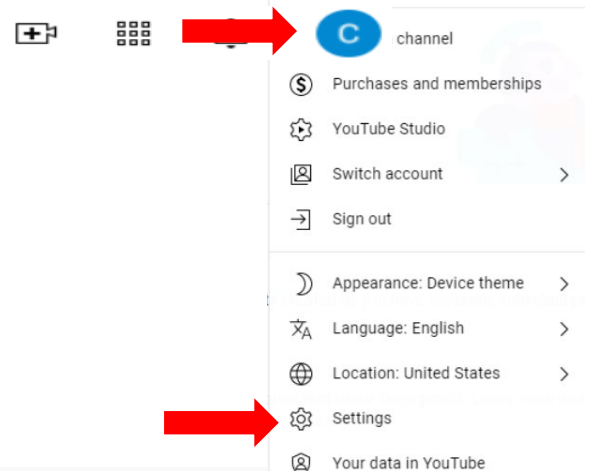 C
channel
Purchases and memberships
YouTube Studio
Switch account
Sign out
Appearance: Device theme
Language: English
Location: United States
Settings
Your data in YouTube